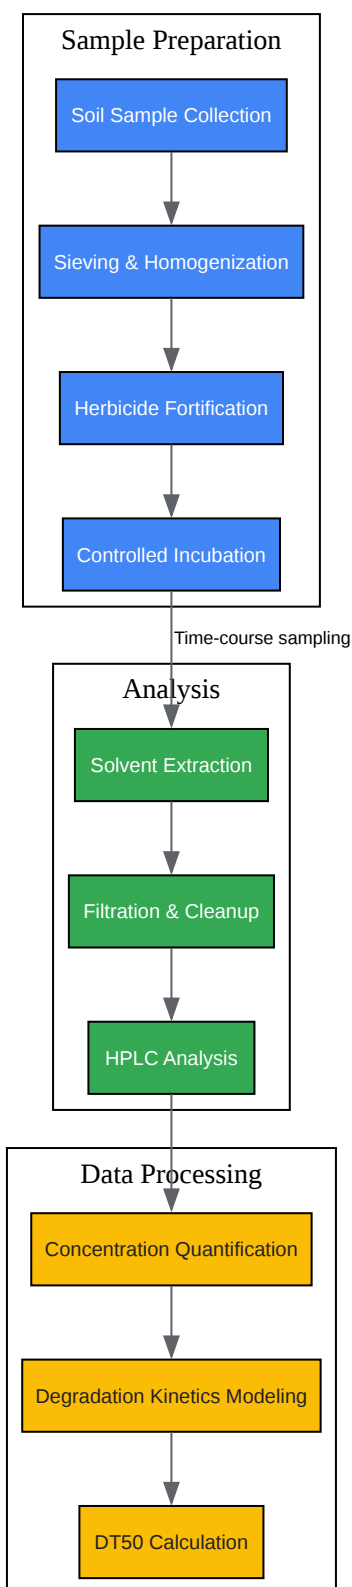 Sample Preparation
Soil Sample Collection
Sieving & Homogenization
Herbicide Fortification
Controlled Incubation
Time-course sampling
Analysis
Solvent Extraction
Filtration & Cleanup
HPLC Analysis
Data Processing
Concentration Quantification
Degradation Kinetics Modeling
DT50 Calculation